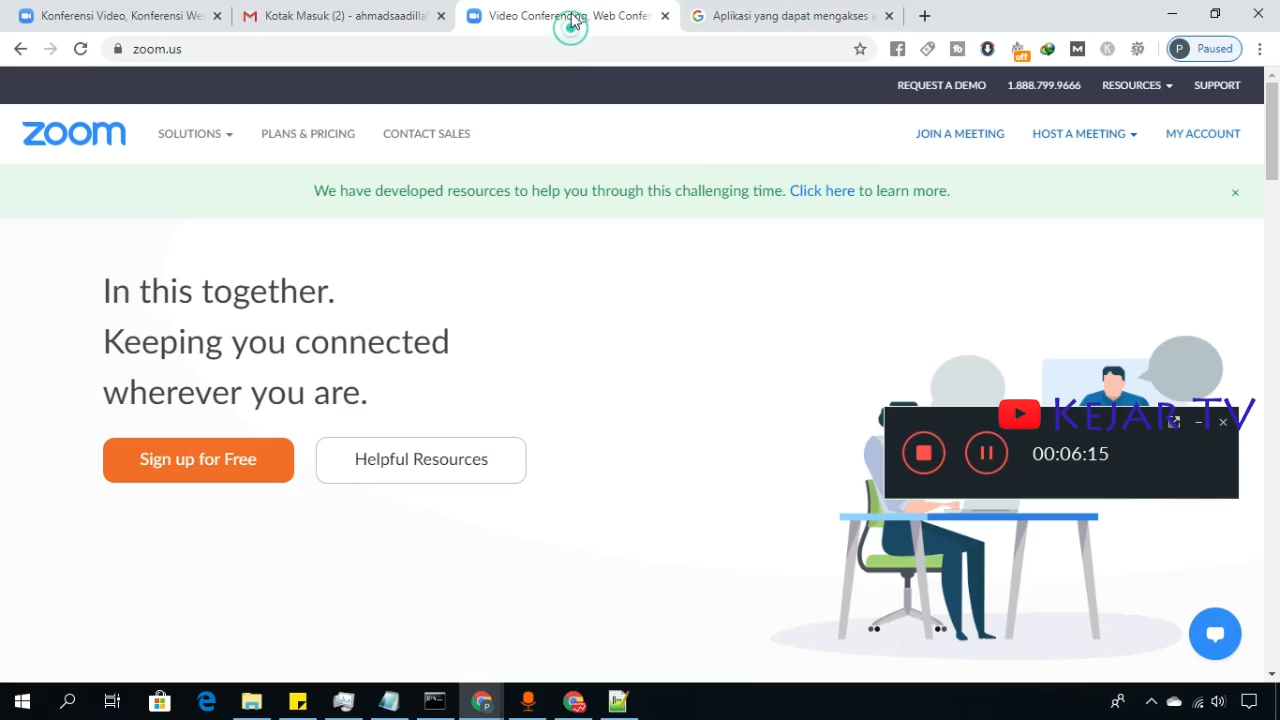 Konferensi Video, Konferensi We
Kotak Masuk (2) - ahmadsaadillal
Video Conferencing, Web Confer
Aplikasi yang dapat mengakses a
zoom.us
off
P Paused
REQUEST A DEMO 1.888.799.9666 RESOURCES SUPPORT
zoom SOLUTIONS PLANS & PRICING CONTACT SALES JOIN A MEETING HOST A MEETING MY ACCOUNT
We have developed resources to help you through this challenging time. Click here to learn more.
In this together.
Keeping you connected
wherever you are.
Sign up for Free Helpful Resources
KEJAR TV
00:06:15